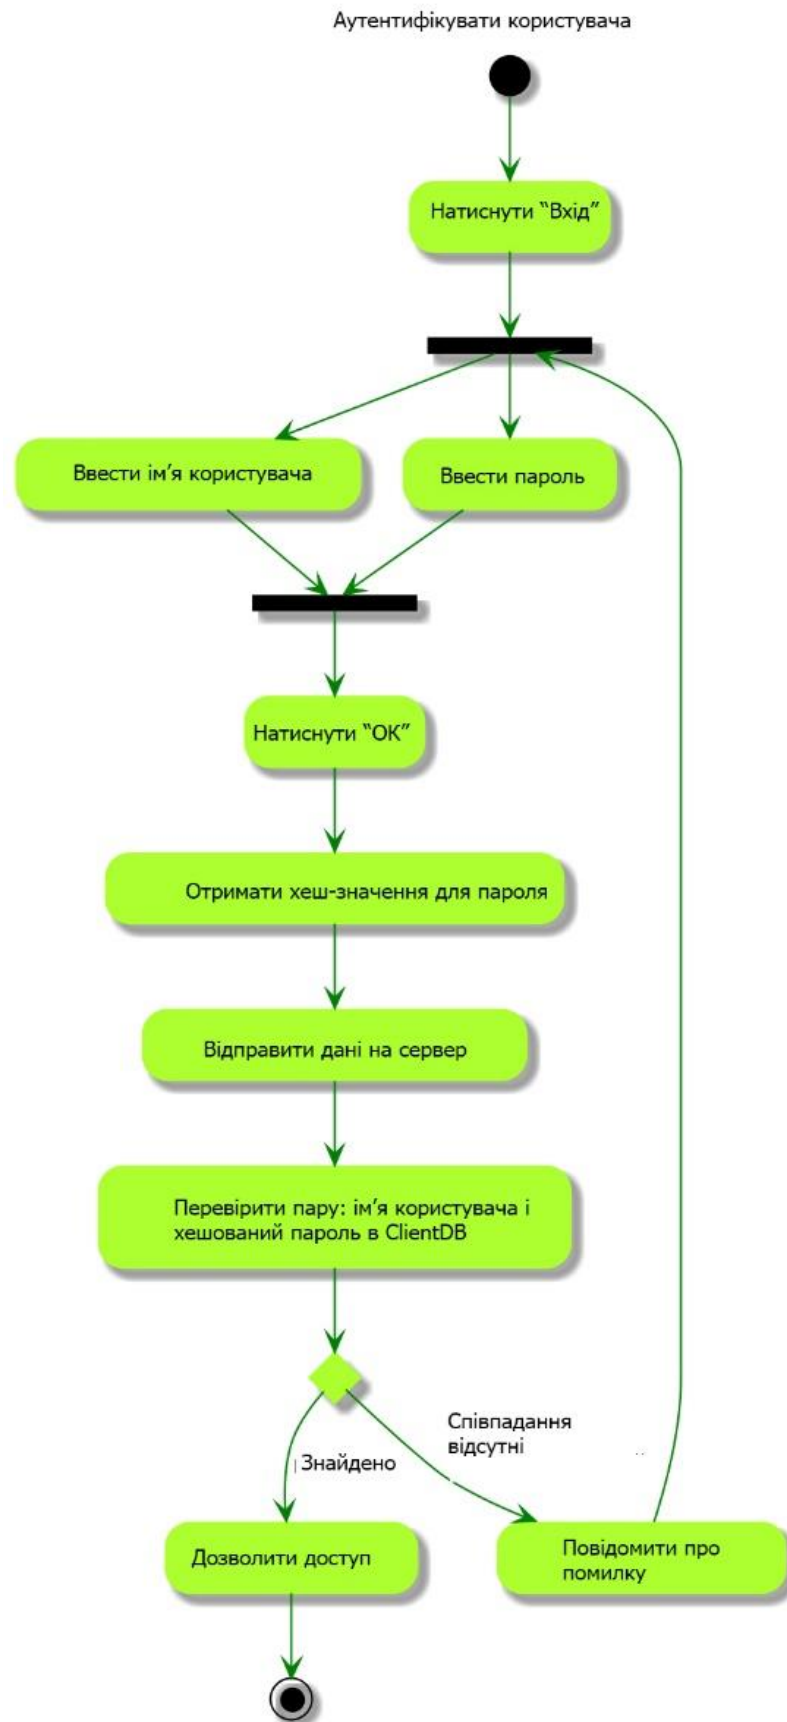 Аутентифікувати користувача
Натиснути “Вхід”
Ввести ім’я користувача
Ввести пароль
Натиснути “ОК”
Отримати хеш-значення для пароля
Відправити дані на сервер
Перевірити пару: ім’я користувача і
хешований пароль в ClientDB
Співпадання
відсутні
Знайдено
Дозволити доступ
Повідомити про
помилку